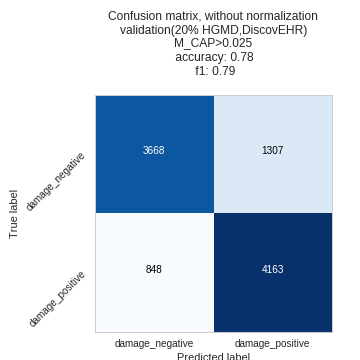 Confusion matrix, without normalization
validation(20% HGMD,DiscovEHR)
M_CAP>0.025
accuracy: 0.78
f1: 0.79
True label
damage_negative
3668
1307
damage_positive
848
4163
damage_negative
damage_positive
Predicted label